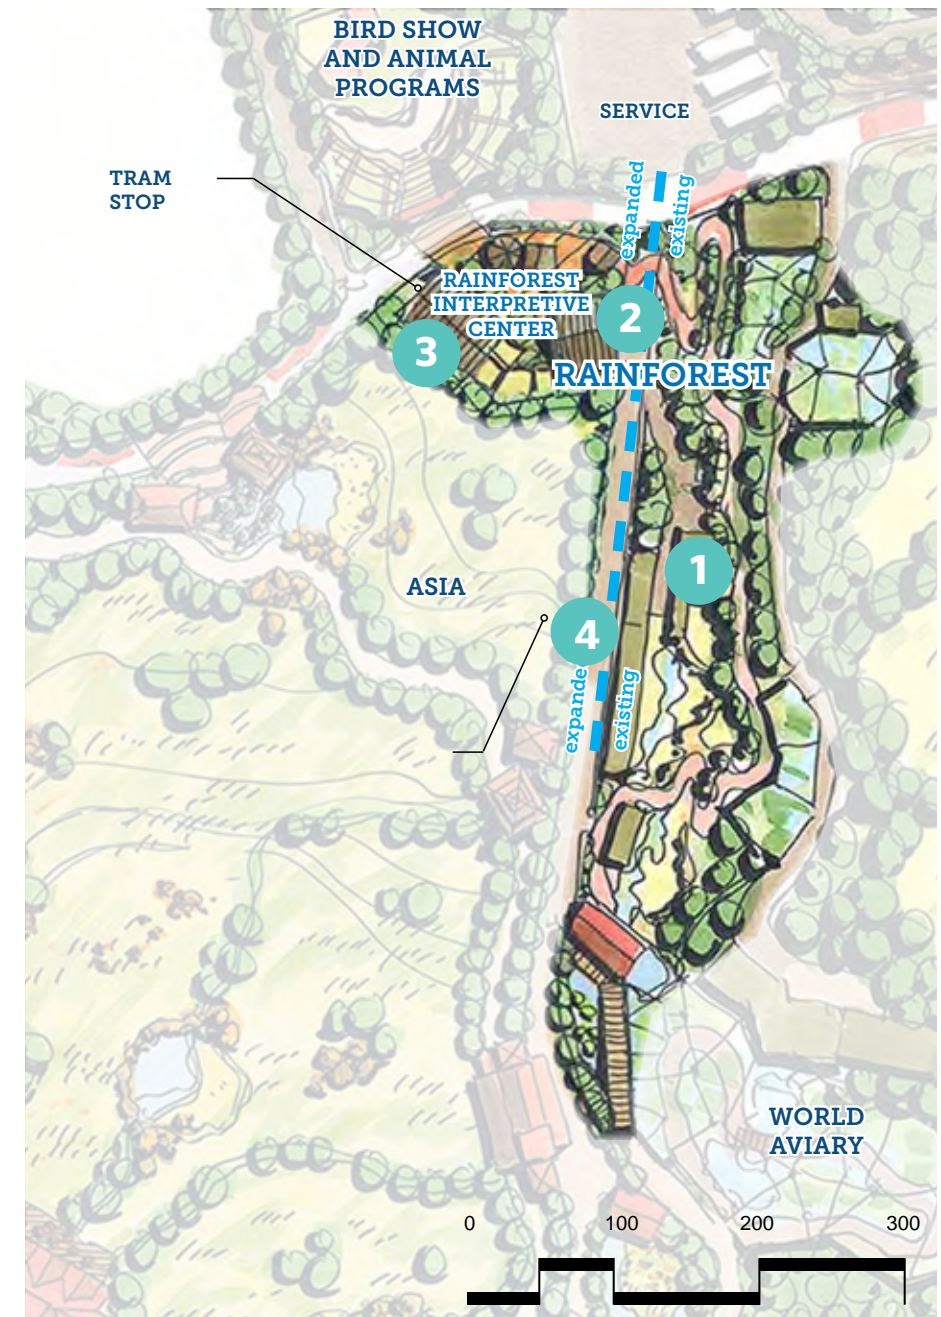 BIRD SHOW
AND ANIMAL
PROGRAMS
SERVICE
TRAM
STOP
expanded
existing
RAINFOREST
INTERPRETIVE
CENTER
2
3
RAINFOREST
1
ASIA
4
expanded
existing
WORLD
AVIARY
0 100 200 300